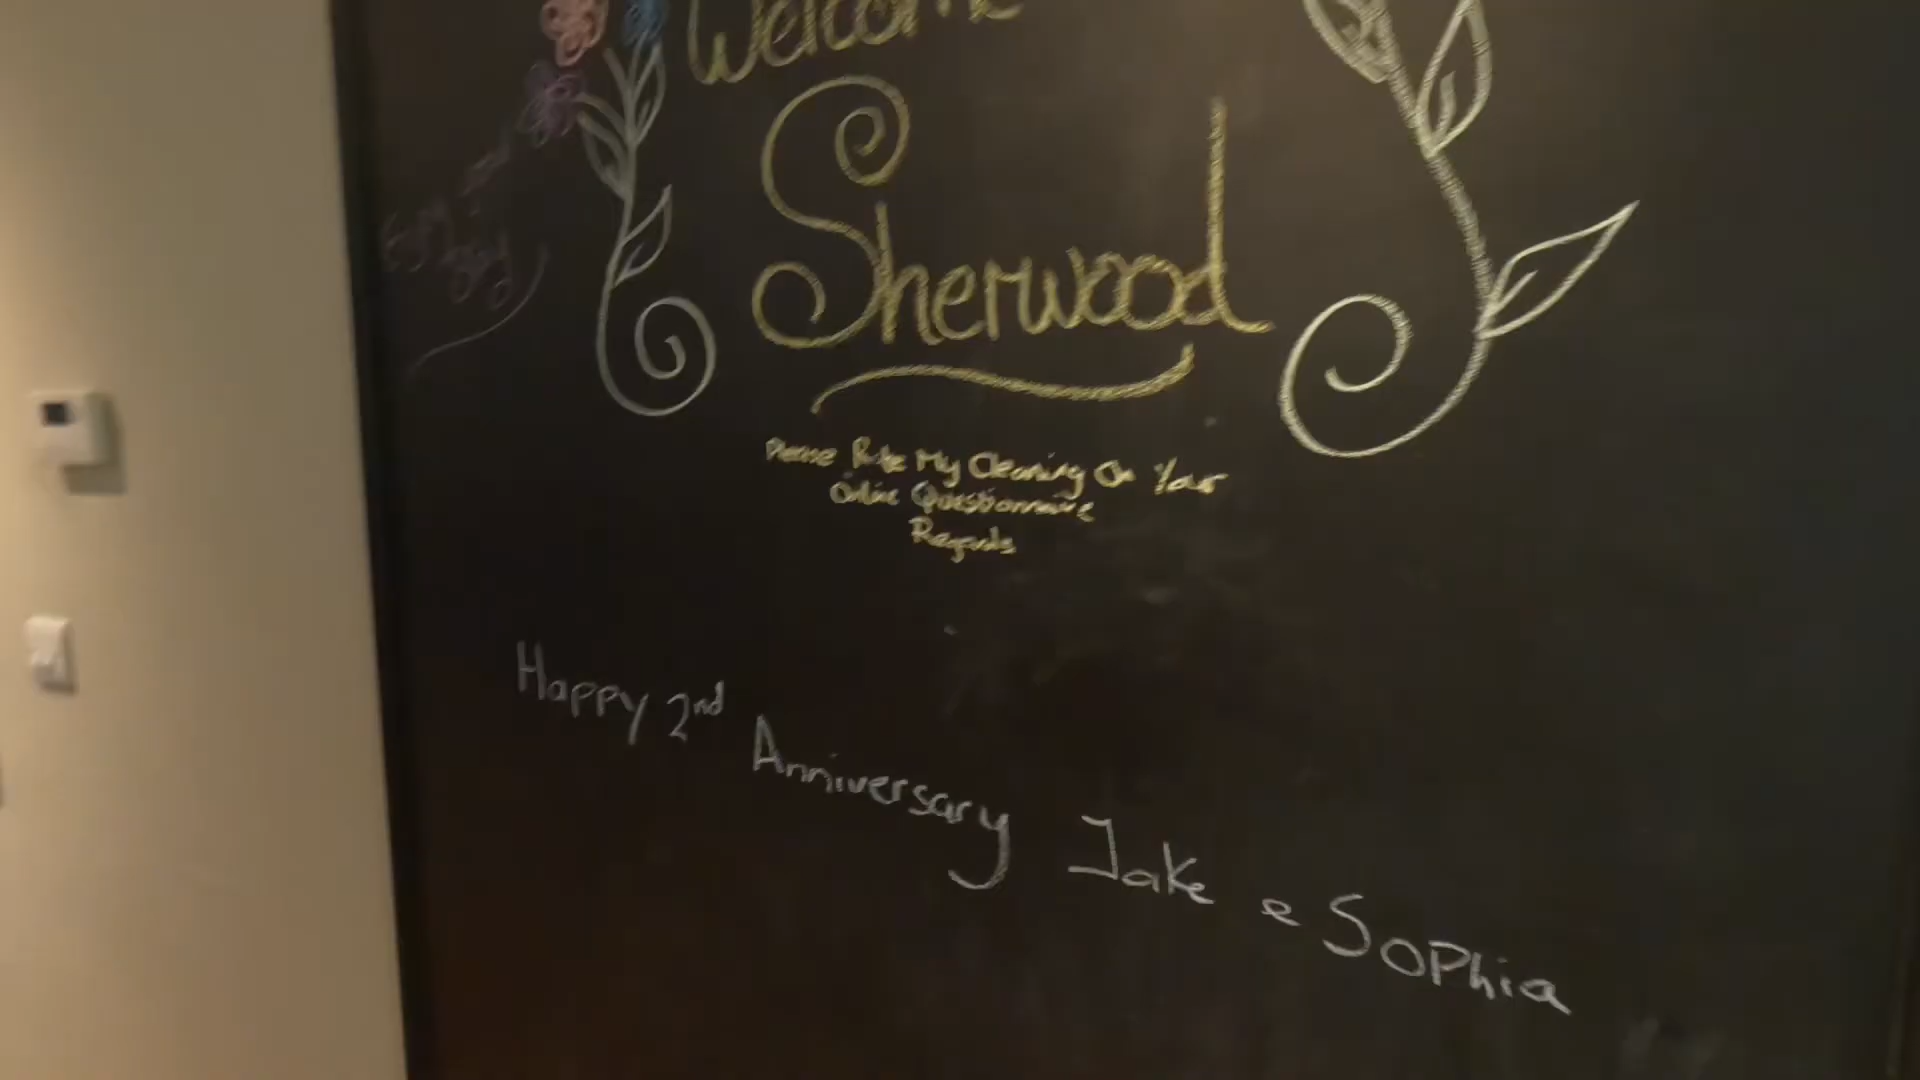 Welcome
Sherwood
Please Rate My Cleaning On Your
Online Questionnaire
Regards
Happy 2nd Anniversary Jake e Sophia